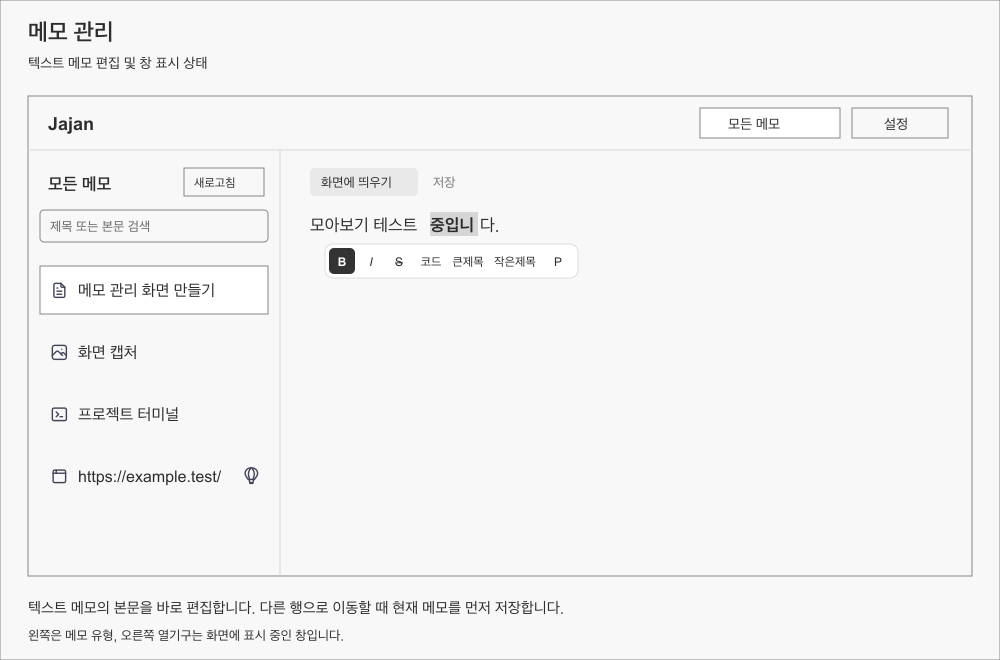 메모 관리
텍스트 메모 편집 및 창 표시 상태
Jajan
모든 메모
설정
모든 메모
새로고침
제목 또는 본문 검색
메모 관리 화면 만들기
화면 캡처
프로젝트 터미널
https://example.test/
화면에 띄우기
저장
모아보기 테스트 중입니다.
B I S 코드 큰제목 작은제목 P
텍스트 메모의 본문을 바로 편집합니다. 다른 행으로 이동할 때 현재 메모를 먼저 저장합니다.
왼쪽은 메모 유형, 오른쪽 열기구는 화면에 표시 중인 창입니다.